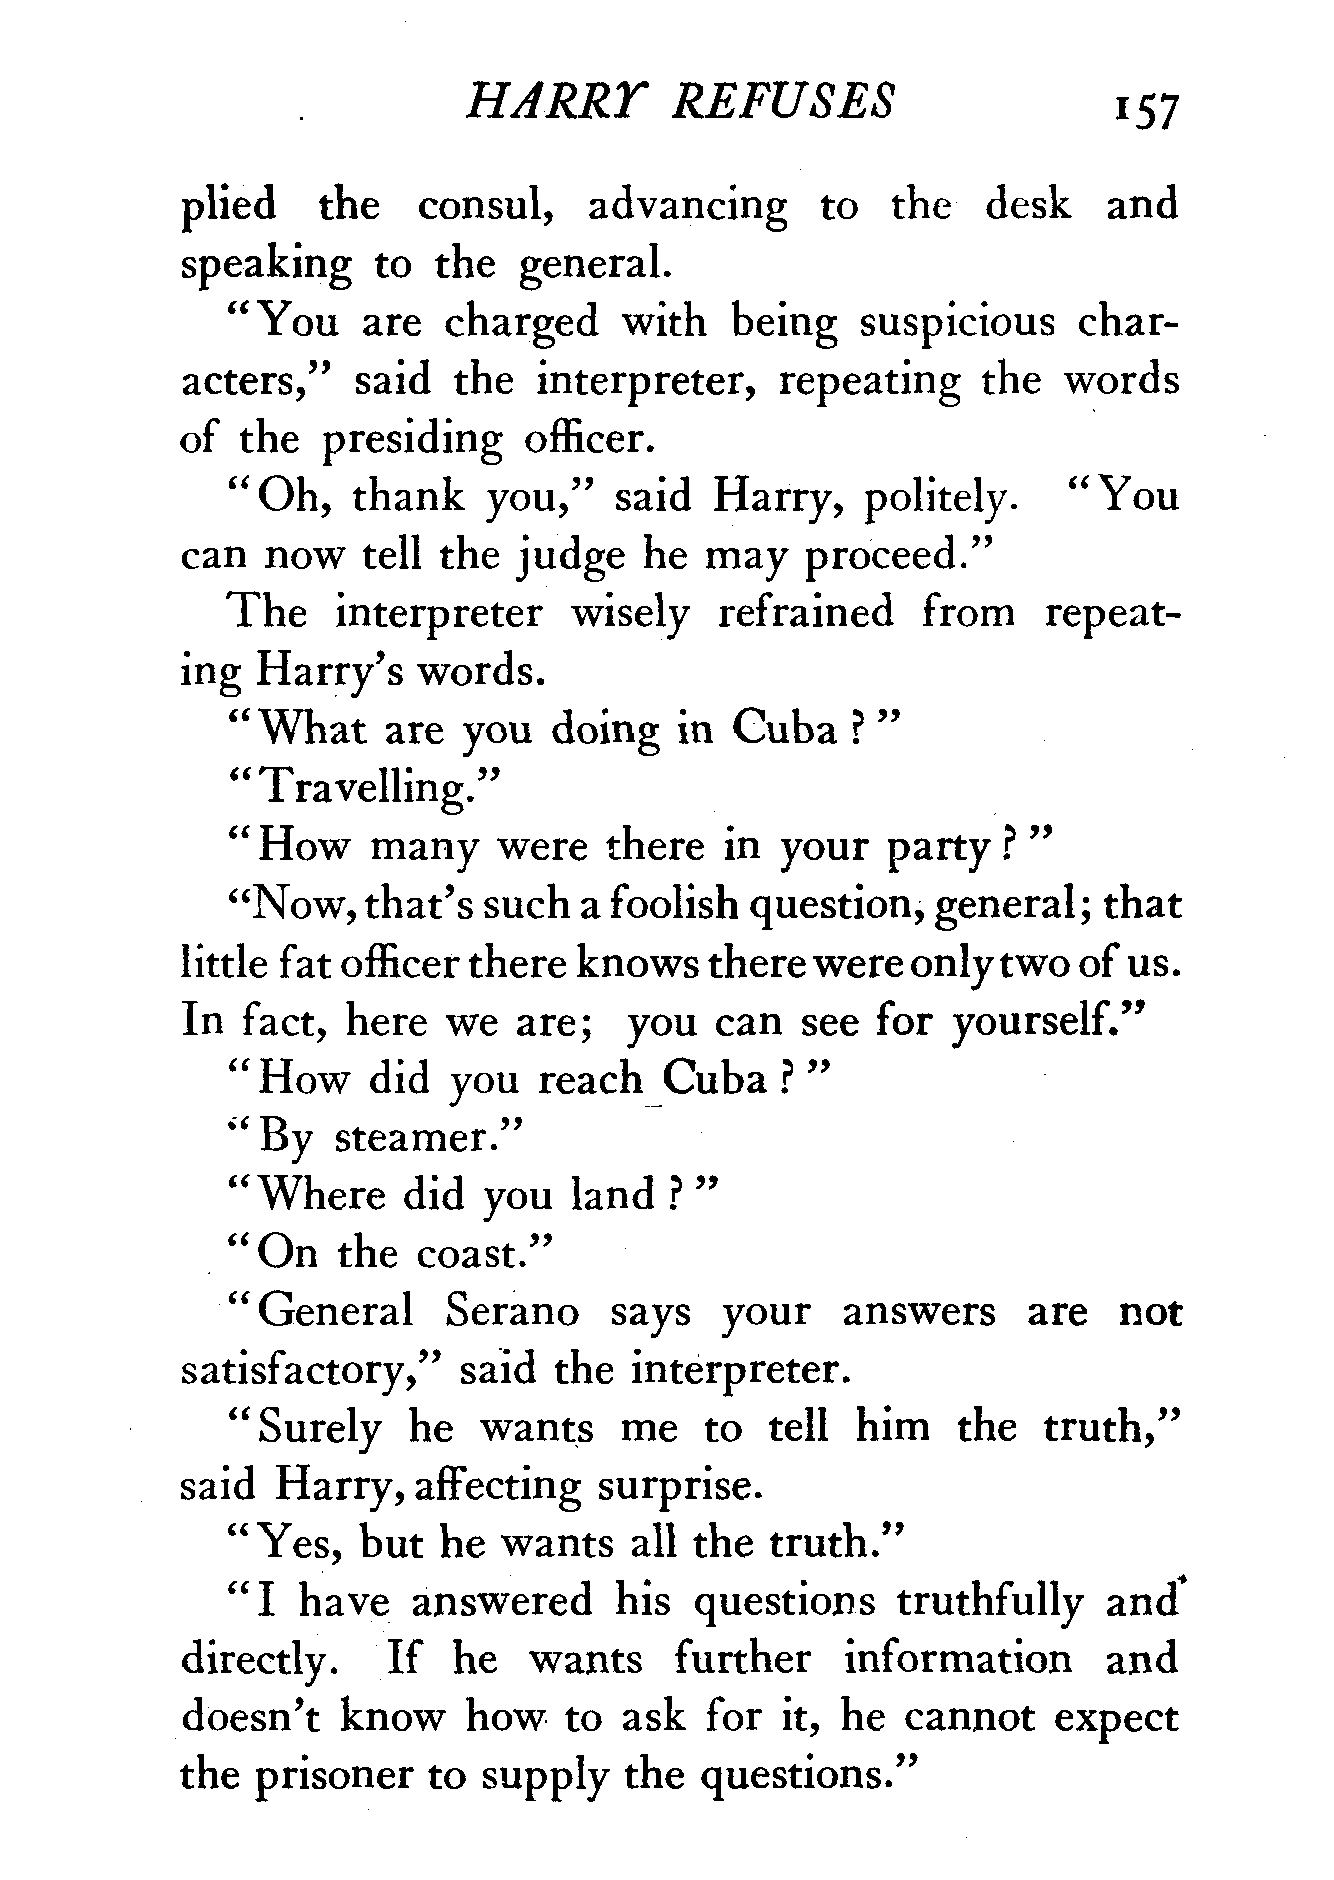 HARRY REFUSES 157
plied the consul, advancing to the desk and
speaking to the general.
"You are charged with being suspicious char-
acters," said the interpreter, repeating the words
of the presiding officer.
"Oh, thank you," said Harry, politely. "You
can now tell the judge he may proceed."
The interpreter wisely refrained from repeat-
ing Harry's words.
"What are you doing in Cuba?"
"Travelling."
"How many were there in your party?"
"Now, that's such a foolish question, general; that
little fat officer there knows there were only two of us.
In fact, here we are; you can see for yourself."
"How did you reach Cuba?"
"By steamer."
"Where did you land?"
"On the coast."
"General Serano says your answers are not
satisfactory," said the interpreter.
"Surely he wants me to tell him the truth,"
said Harry, affecting surprise.
"Yes, but he wants all the truth."
"I have answered his questions truthfully and
directly. If he wants further information and
doesn't know how to ask for it, he cannot expect
the prisoner to supply the questions."